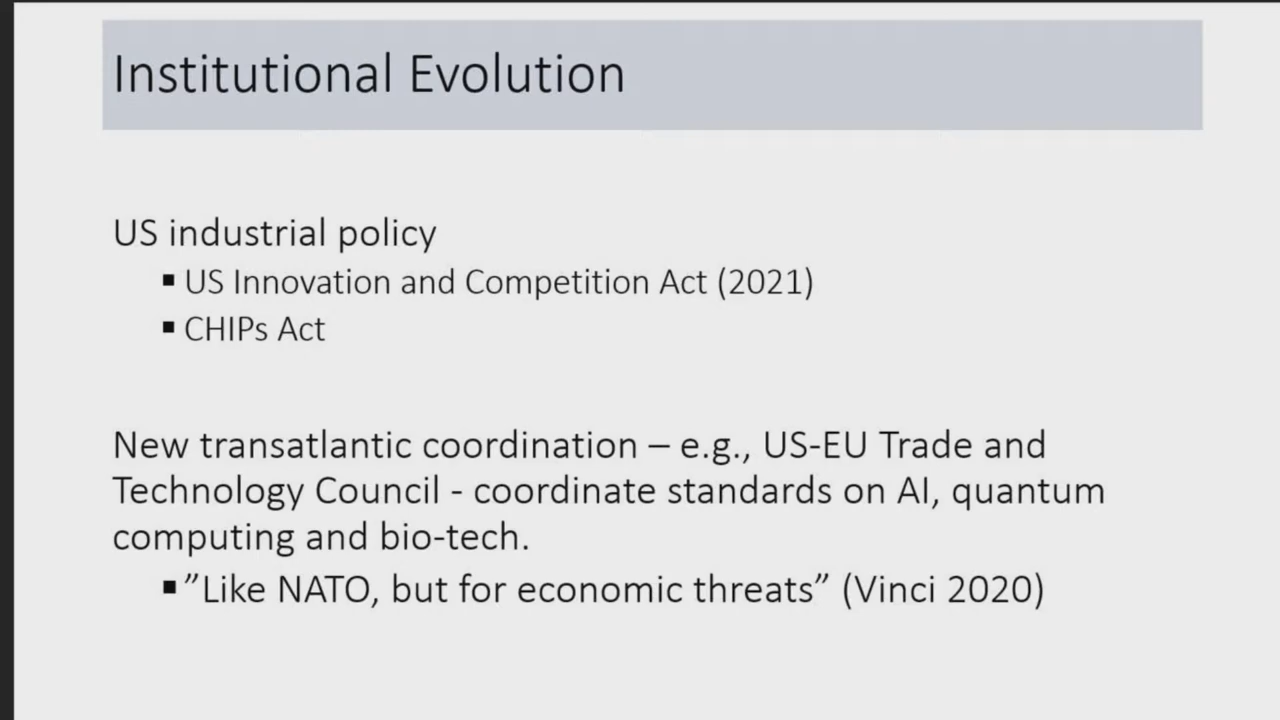 Institutional Evolution
US industrial policy
▪ US Innovation and Competition Act (2021)
▪ CHIPs Act
New transatlantic coordination – e.g., US-EU Trade and
Technology Council - coordinate standards on AI, quantum
computing and bio-tech.
▪ ”Like NATO, but for economic threats” (Vinci 2020)